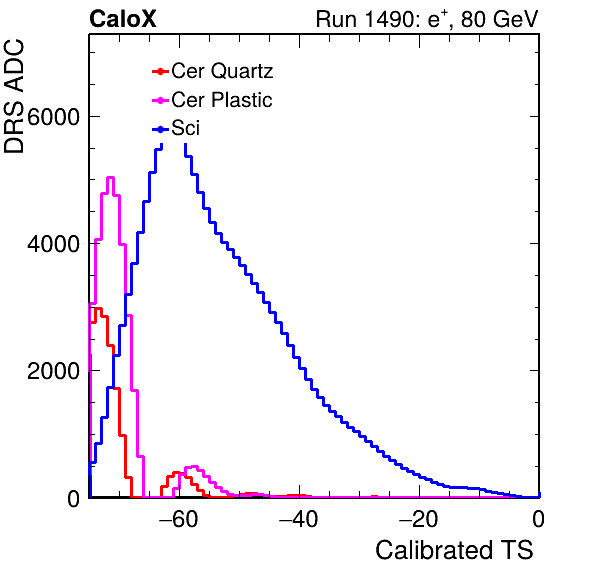 CaloX Run 1490: e⁺, 80 GeV
DRS ADC
Cer Quartz
Cer Plastic
Sci
6000
4000
2000
0
−60 −40 −20 0
Calibrated TS